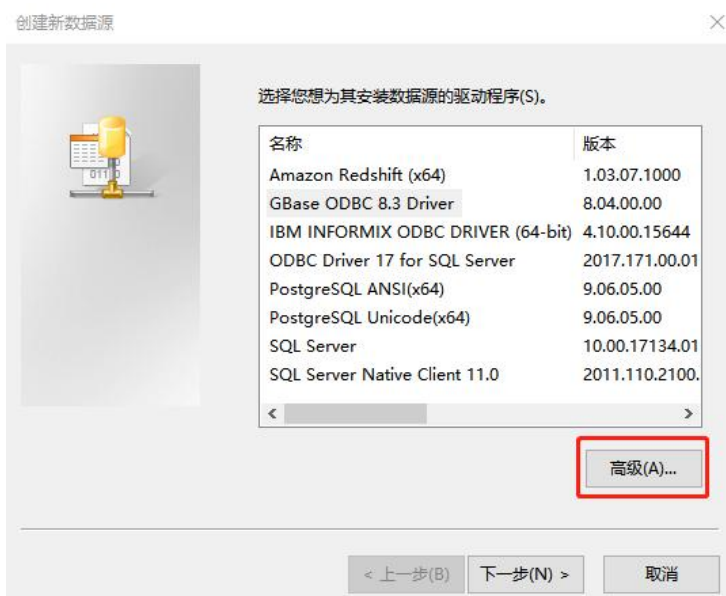 创建新数据源
选择您想为其安装数据源的驱动程序(S)。
名称 版本
Amazon Redshift (x64) 1.03.07.1000
GBase ODBC 8.3 Driver 8.04.00.00
IBM INFORMIX ODBC DRIVER (64-bit) 4.10.00.15644
ODBC Driver 17 for SQL Server 2017.171.00.01
PostgreSQL ANSI(x64) 9.06.05.00
PostgreSQL Unicode(x64) 9.06.05.00
SQL Server 10.00.17134.01
SQL Server Native Client 11.0 2011.110.2100.
高级(A)...
< 上一步(B) 下一步(N) > 取消